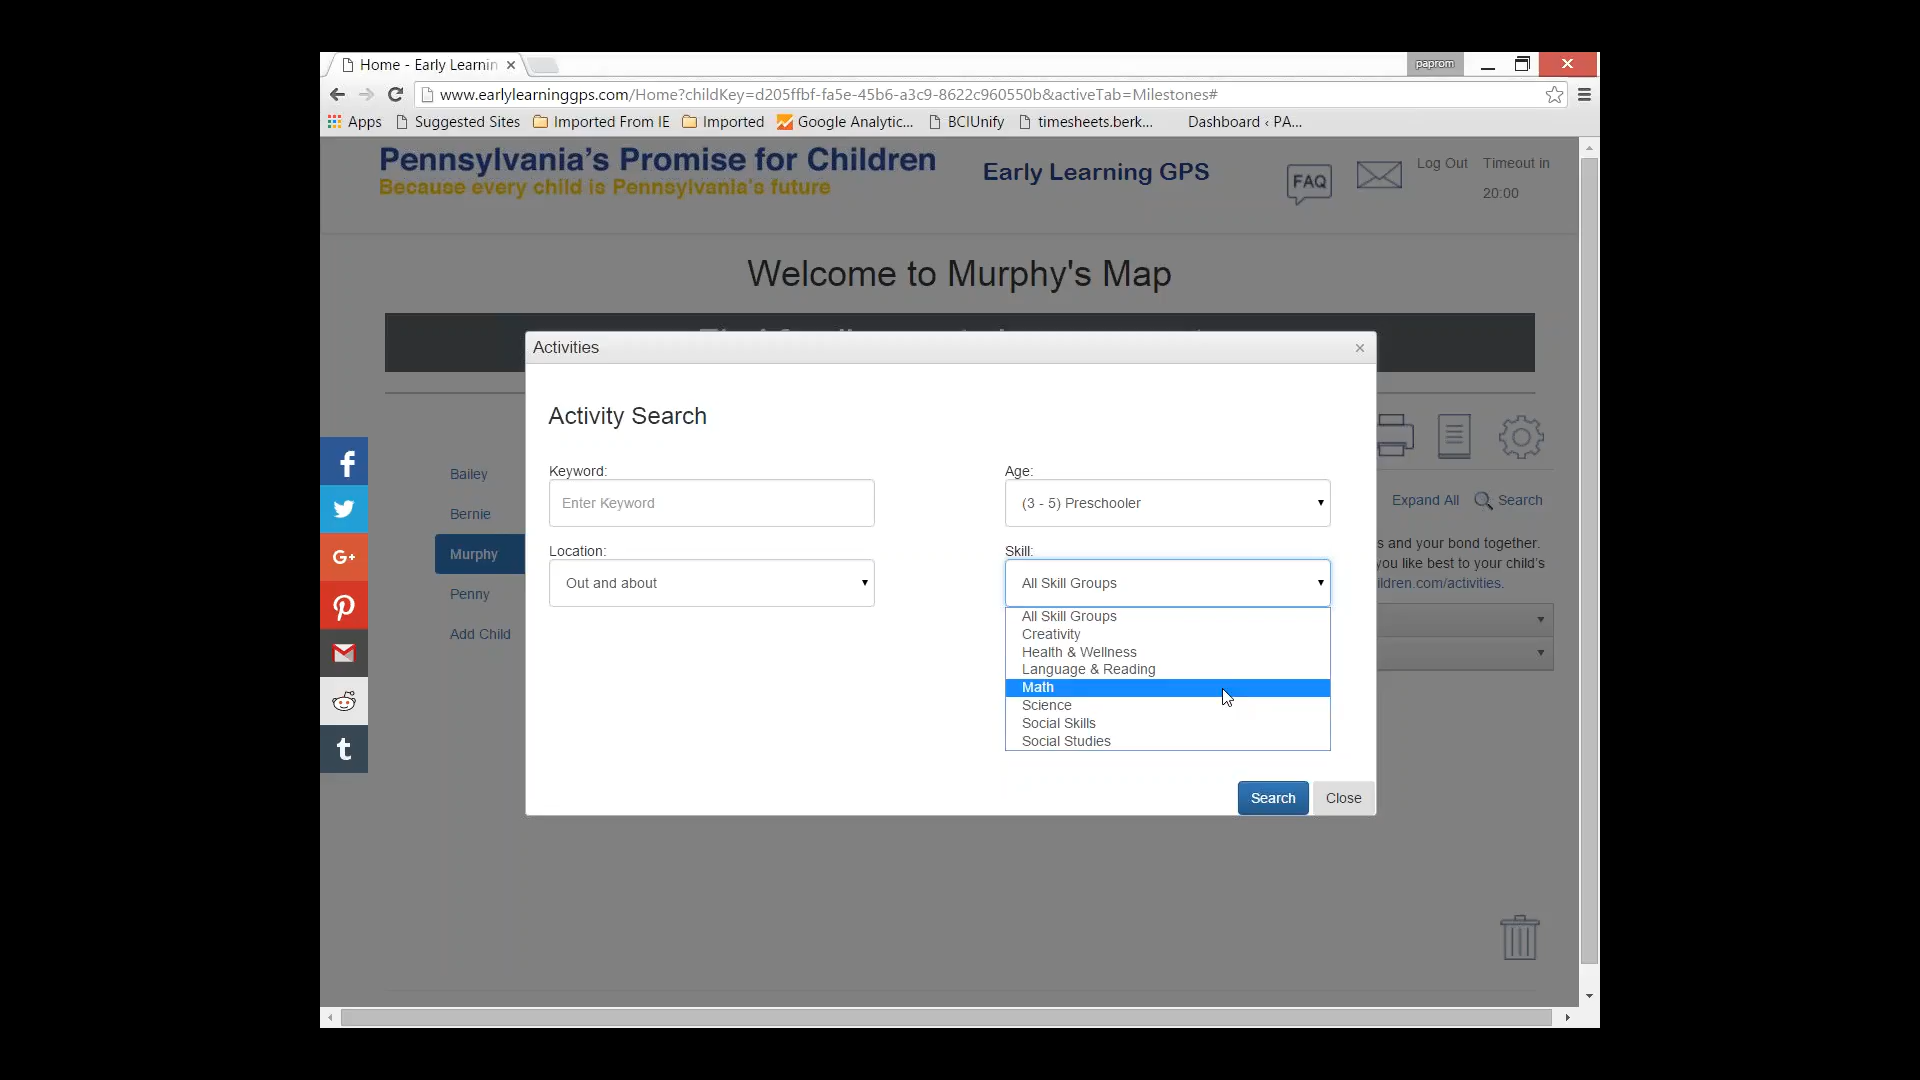 Home - Early Learnin
paprom
www.earlylearninggps.com/Home?childKey=d205ffbf-fa5e-45b6-a3c9-8622c960550b&activeTab=Milestones#
Apps Suggested Sites Imported From IE Imported Google Analytic... BCIUnify timesheets.berk... Dashboard ‹ PA...
Pennsylvania's Promise for Children
Because every child is Pennsylvania's future
Early Learning GPS
FAQ
Log Out Timeout in
20:00
Welcome to Murphy's Map
Activities
Activity Search
Keyword:
Enter Keyword
Age:
(3 - 5) Preschooler
Location:
Out and about
Skill:
All Skill Groups
All Skill Groups
Creativity
Health & Wellness
Language & Reading
Math
Science
Social Skills
Social Studies
Search Close
Bailey
Bernie
Murphy
Penny
Add Child
Expand All Search
s and your bond together.
you like best to your child's
ildren.com/activities.
f
G+
t